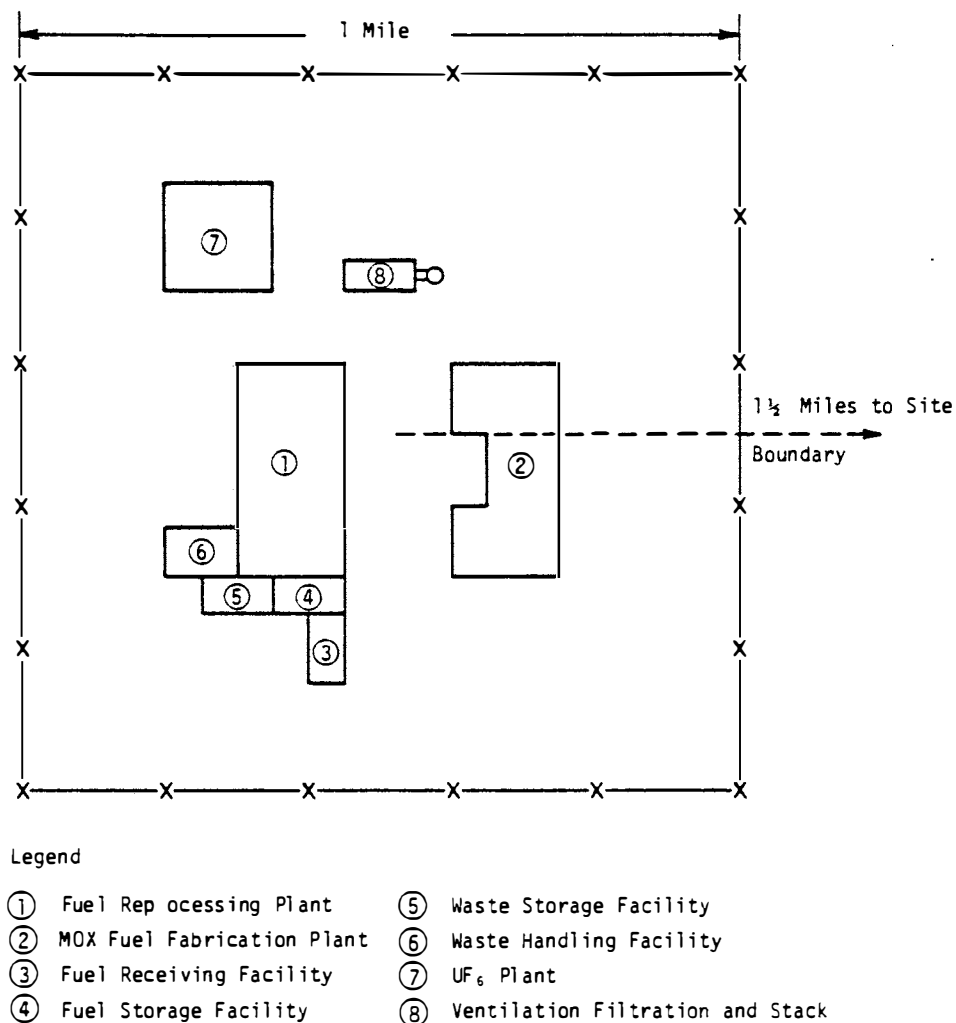 1 Mile
⑦
⑧
1½ Miles to Site
Boundary
①
②
⑥
⑤ ④
③
Legend
① Fuel Rep ocessing Plant
② MOX Fuel Fabrication Plant
③ Fuel Receiving Facility
④ Fuel Storage Facility
⑤ Waste Storage Facility
⑥ Waste Handling Facility
⑦ UF₆ Plant
⑧ Ventilation Filtration and Stack